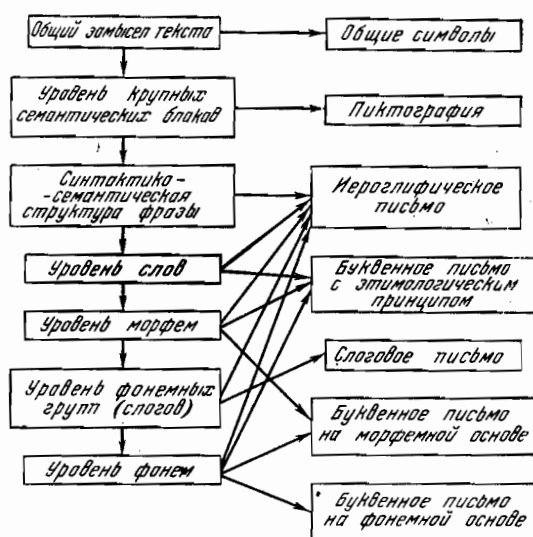 Общий замысел текста
Общие символы
Уровень крупных
семантических блоков
Пиктография
Синтактико-
-семантическая
структура фразы
Иероглифическое
письмо
Уровень слов
Буквенное письмо
с этимологическим
принципом
Уровень морфем
Слоговое письмо
Уровень фонемных
групп (слогов)
Буквенное письмо
на морфемной основе
Уровень фонем
Буквенное письмо
на фонемной основе